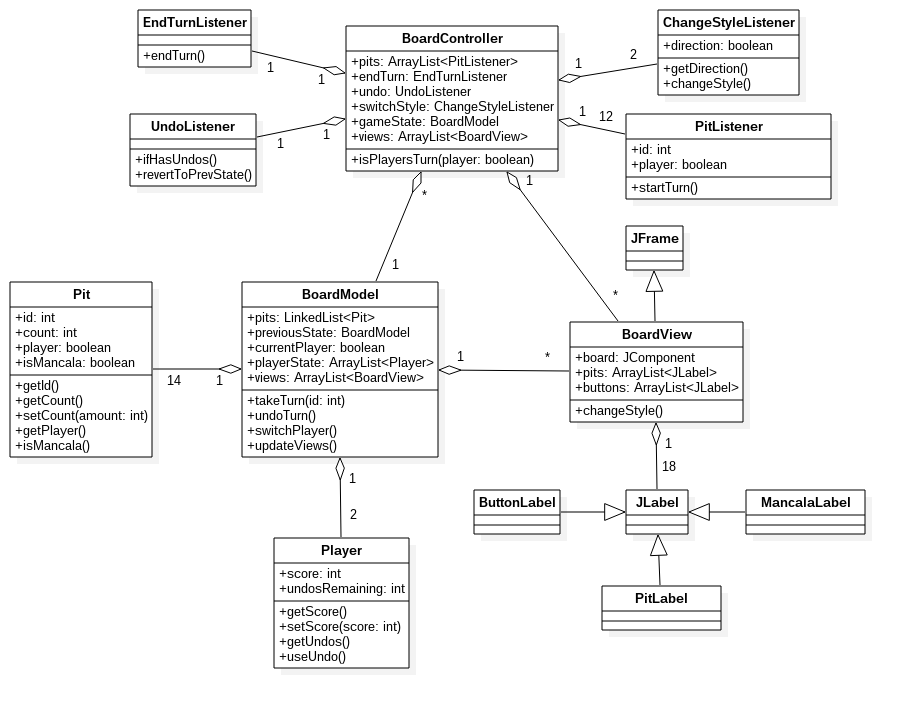 EndTurnListener
+endTurn()
1
1
BoardController
+pits: ArrayList<PitListener>
+endTurn: EndTurnListener
+undo: UndoListener
+switchStyle: ChangeStyleListener
+gameState: BoardModel
+views: ArrayList<BoardView>
+isPlayersTurn(player: boolean)
1
2
ChangeStyleListener
+direction: boolean
+getDirection()
+changeStyle()
UndoListener
+ifHasUndos()
+revertToPrevState()
1
1
1
12
PitListener
+id: int
+player: boolean
+startTurn()
*
1
1
*
JFrame
Pit
+id: int
+count: int
+player: boolean
+isMancala: boolean
+getId()
+getCount()
+setCount(amount: int)
+getPlayer()
+isMancala()
14
1
BoardModel
+pits: LinkedList<Pit>
+previousState: BoardModel
+currentPlayer: boolean
+playerState: ArrayList<Player>
+views: ArrayList<BoardView>
+takeTurn(id: int)
+undoTurn()
+switchPlayer()
+updateViews()
1
*
BoardView
+board: JComponent
+pits: ArrayList<JLabel>
+buttons: ArrayList<JLabel>
+changeStyle()
1
18
1
2
ButtonLabel
JLabel
MancalaLabel
Player
+score: int
+undosRemaining: int
+getScore()
+setScore(score: int)
+getUndos()
+useUndo()
PitLabel